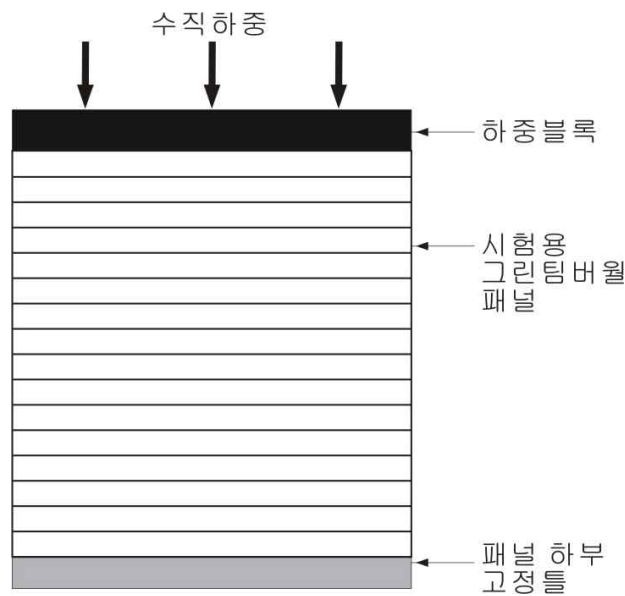 수직하중
하중블록
시험용
그린팀버월
패널
패널 하부
고정틀